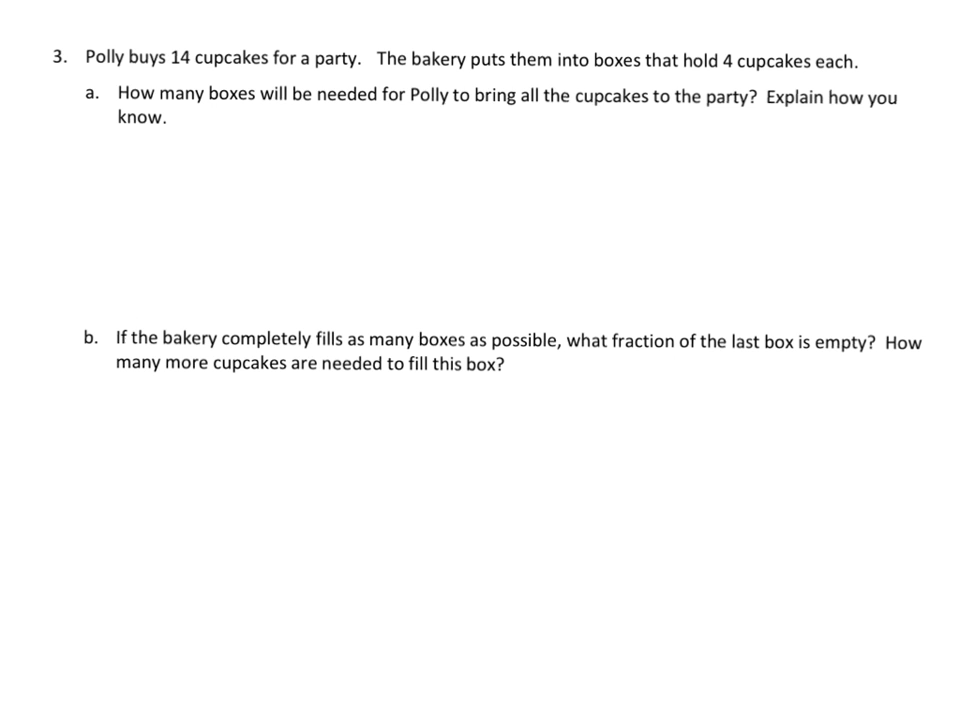 3. Polly buys 14 cupcakes for a party. The bakery puts them into boxes that hold 4 cupcakes each.
a. How many boxes will be needed for Polly to bring all the cupcakes to the party? Explain how you
know.
b. If the bakery completely fills as many boxes as possible, what fraction of the last box is empty? How
many more cupcakes are needed to fill this box?